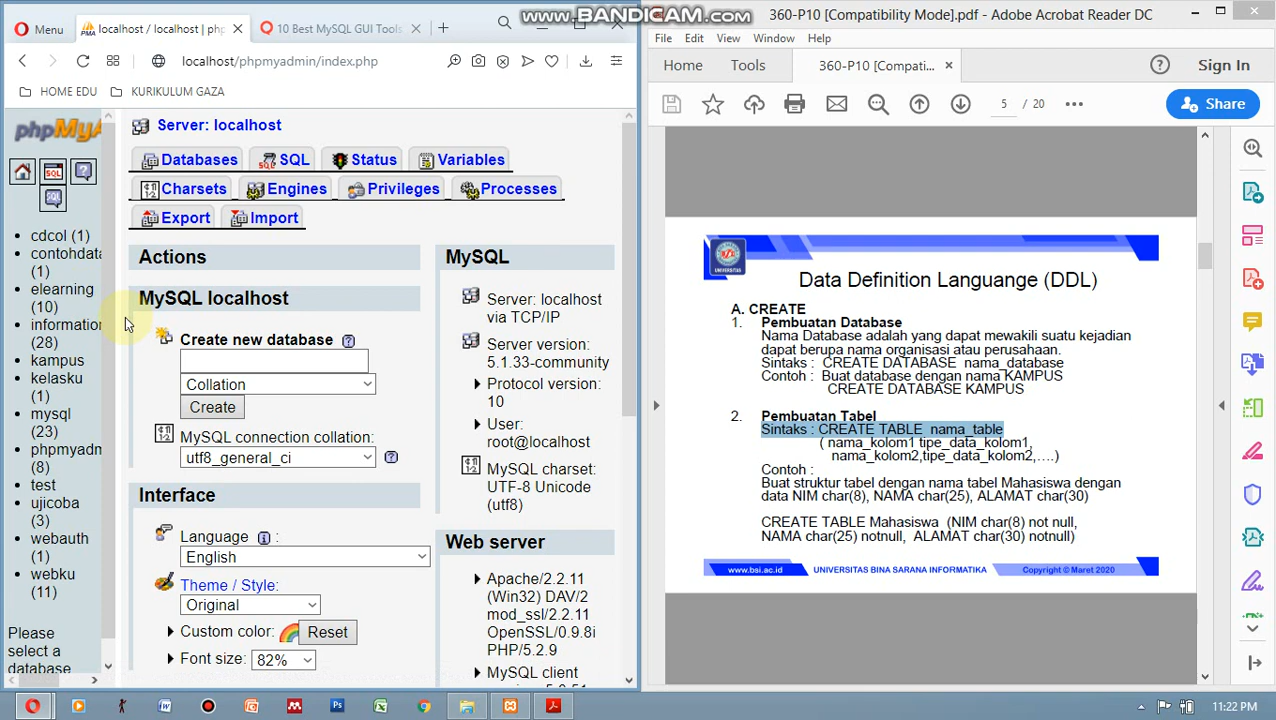 www.BANDICAM.com
Menu
localhost / localhost | php
10 Best MySQL GUI Tools
localhost/phpmyadmin/index.php
HOME EDU
KURIKULUM GAZA
phpMyA
SQL
cdcol (1)
contohdata
(1)
elearning
(10)
information
(28)
kampus
kelasku
(1)
mysql
(23)
phpmyadm
(8)
test
ujicoba
(3)
webauth
(1)
webku
(11)
Please
select a
database
Server: localhost
Databases
SQL
Status
Variables
Charsets
Engines
Privileges
Processes
Export
Import
Actions
MySQL localhost
Create new database
Collation
Create
MySQL connection collation:
utf8_general_ci
Interface
Language :
English
Theme / Style:
Original
Custom color:
Reset
Font size:
82%
MySQL
Server: localhost
via TCP/IP
Server version:
5.1.33-community
Protocol version:
10
User:
root@localhost
MySQL charset:
UTF-8 Unicode
(utf8)
Web server
Apache/2.2.11
(Win32) DAV/2
mod_ssl/2.2.11
OpenSSL/0.9.8i
PHP/5.2.9
MySQL client
360-P10 [Compatibility Mode].pdf - Adobe Acrobat Reader DC
File Edit View Window Help
Home
Tools
360-P10 [Compati...
Sign In
5 / 20
Share
UNIVERSITAS
Data Definition Languange (DDL)
A. CREATE
1. Pembuatan Database
Nama Database adalah yang dapat mewakili suatu kejadian
dapat berupa nama organisasi atau perusahaan.
Sintaks : CREATE DATABASE nama_database
Contoh : Buat database dengan nama KAMPUS
CREATE DATABASE KAMPUS
2. Pembuatan Tabel
Sintaks : CREATE TABLE nama_table
( nama_kolom1 tipe_data_kolom1,
nama_kolom2,tipe_data_kolom2,….)
Contoh :
Buat struktur tabel dengan nama tabel Mahasiswa dengan
data NIM char(8), NAMA char(25), ALAMAT char(30)
CREATE TABLE Mahasiswa (NIM char(8) not null,
NAMA char(25) notnull, ALAMAT char(30) notnull)
www.bsi.ac.id
UNIVERSITAS BINA SARANA INFORMATIKA
Copyright © Maret 2020
11:22 PM